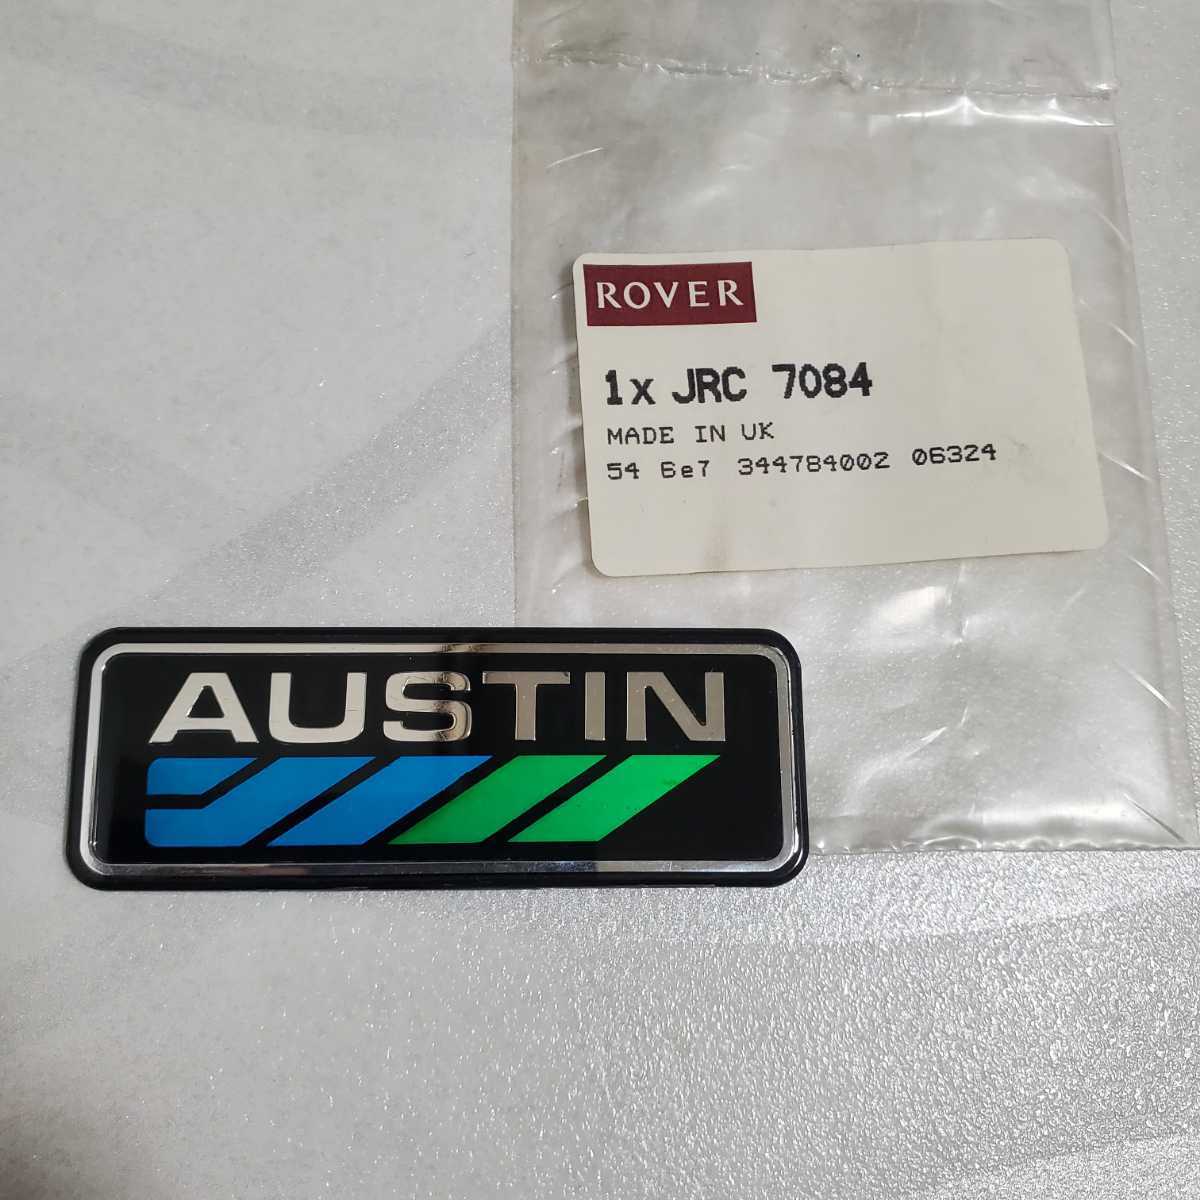 ROVER
1x JRC 7084
MADE IN UK
54 6e7 344784002 06324
AUSTIN